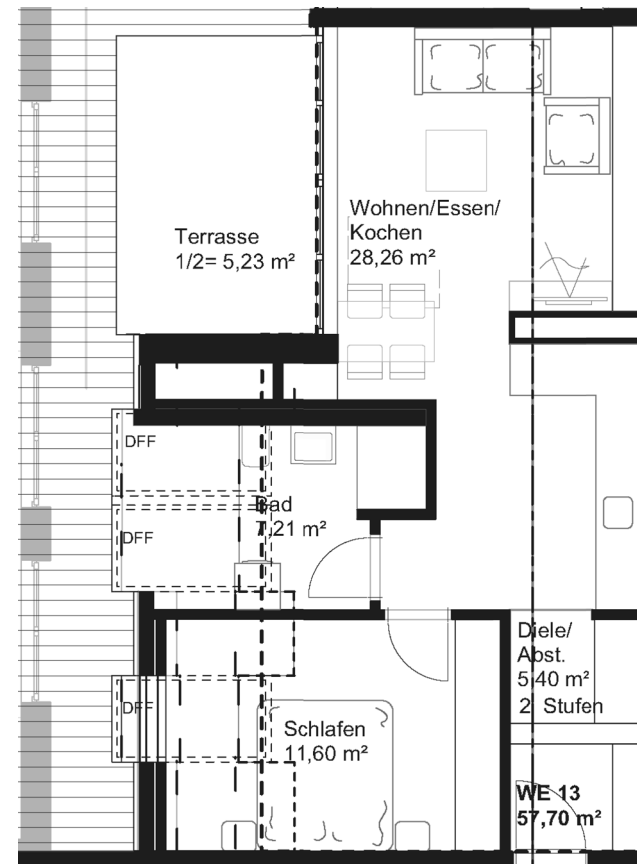 Wohnen/Essen/
Kochen
28,26 m²
Terrasse
1/2= 5,23 m²
DFF
Bad
7,21 m²
DFF
Diele/
Abst.
5,40 m²
2 Stufen
DFF
Schlafen
11,60 m²
WE 13
57,70 m²